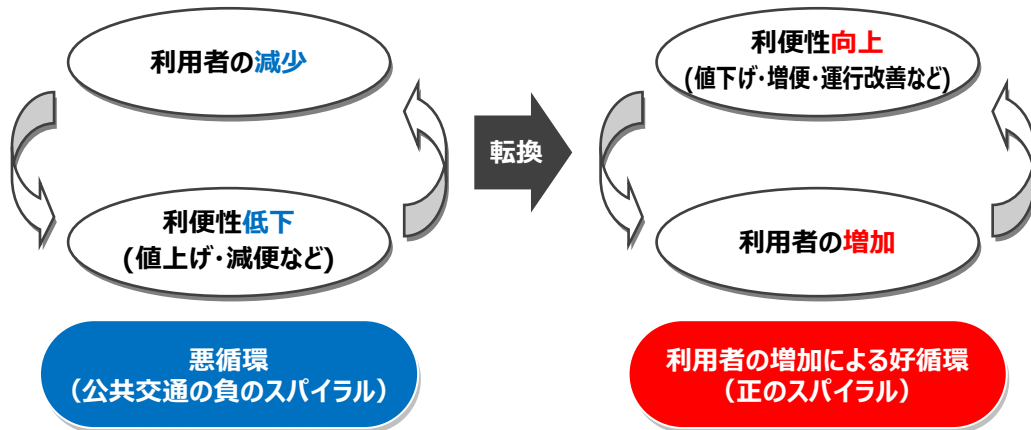 利用者の減少
利便性低下
(値上げ・減便など)
悪循環
（公共交通の負のスパイラル）
転換
利便性向上
(値下げ・増便・運行改善など)
利用者の増加
利用者の増加による好循環
（正のスパイラル）